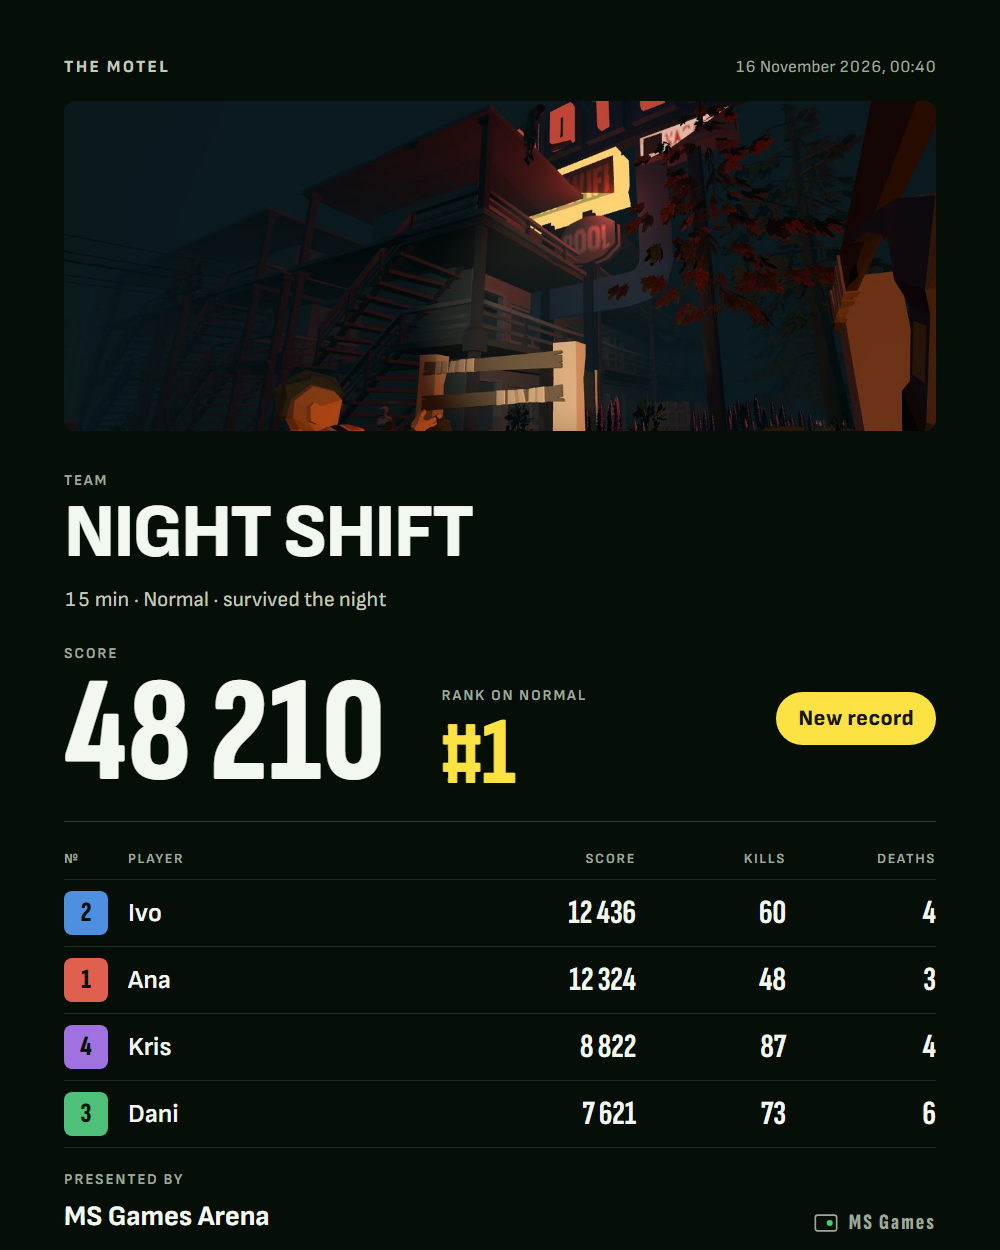 THE MOTEL
16 November 2026, 00:40
POOL
TEAM
NIGHT SHIFT
15 min · Normal · survived the night
SCORE
48 210
RANK ON NORMAL
#1
New record
№ PLAYER SCORE KILLS DEATHS
2 Ivo 12 436 60 4
1 Ana 12 324 48 3
4 Kris 8 822 87 4
3 Dani 7 621 73 6
PRESENTED BY
MS Games Arena
MS Games